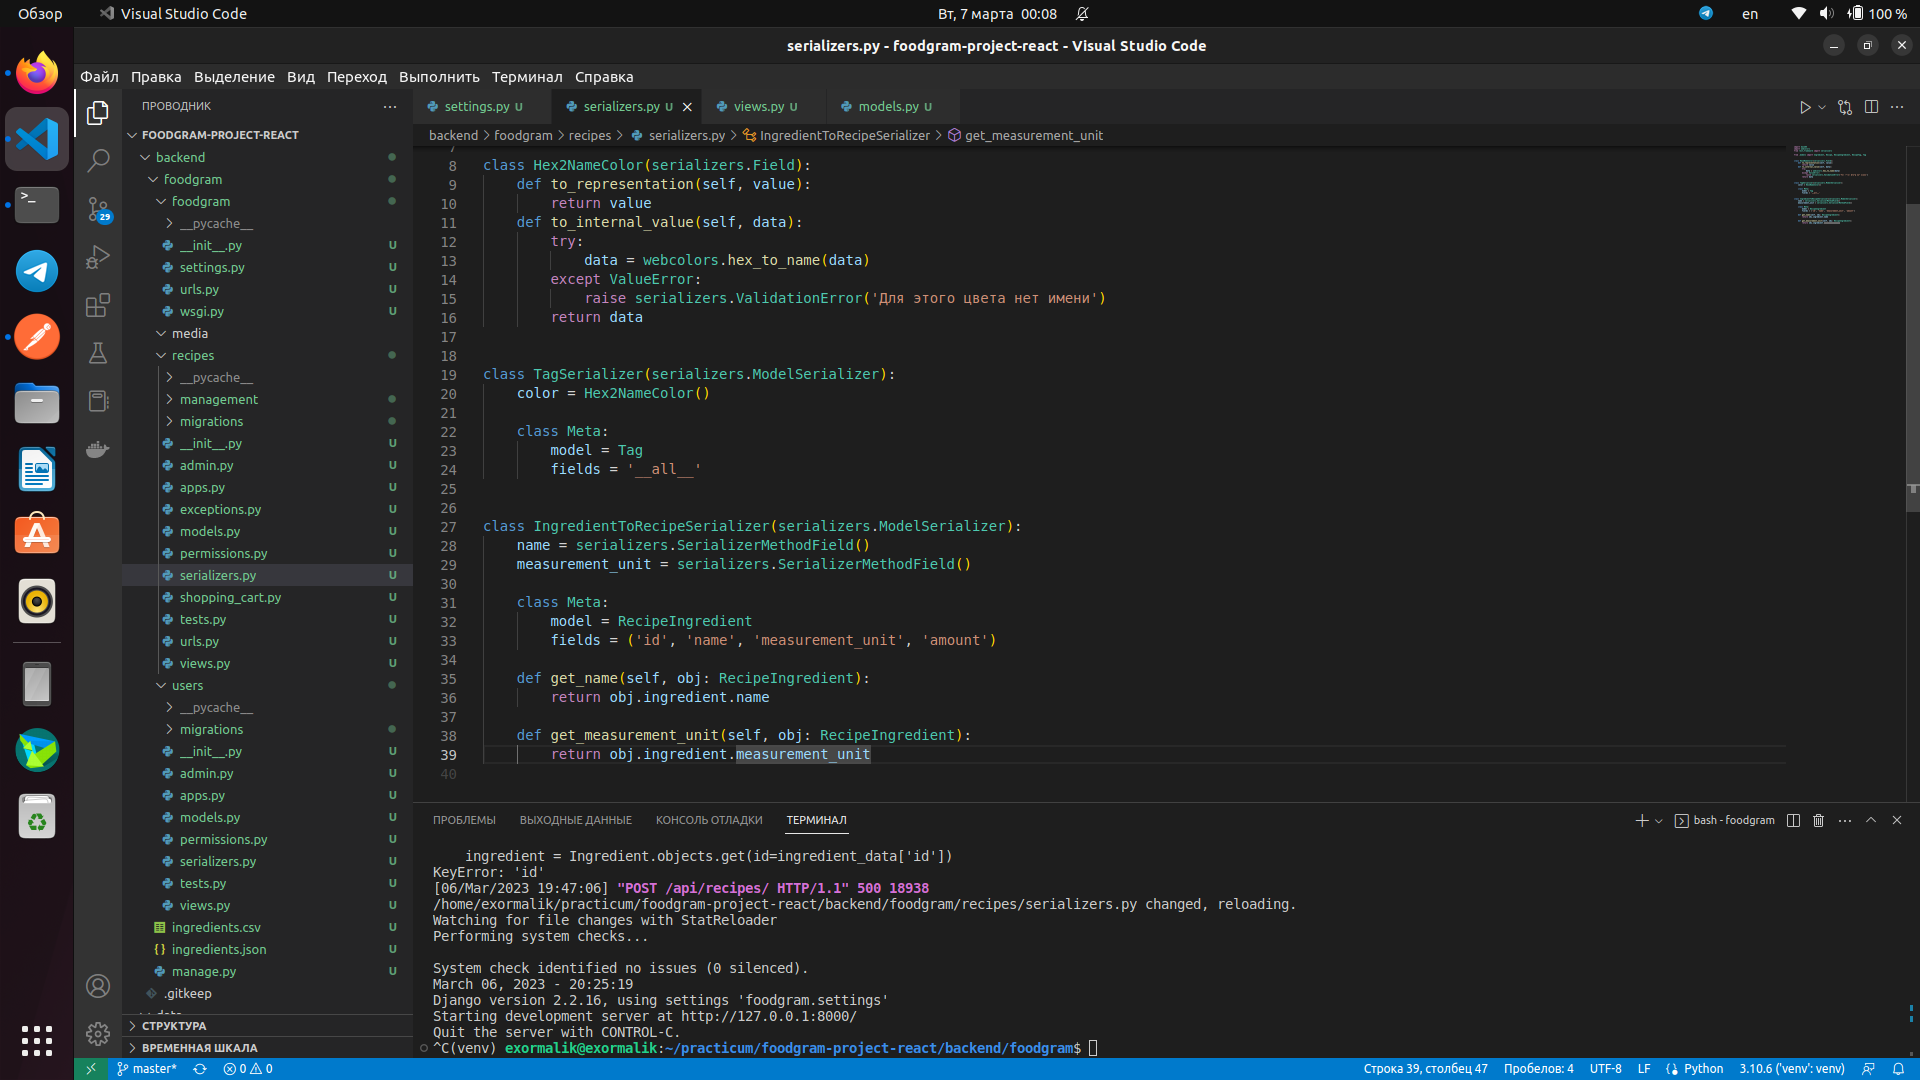 Обзор
Visual Studio Code
Вт, 7 марта 00:08
en
100 %
serializers.py - foodgram-project-react - Visual Studio Code
Файл Правка Выделение Вид Переход Выполнить Терминал Справка
ПРОВОДНИК
settings.py U
serializers.py U
views.py U
models.py U
backend > foodgram > recipes > serializers.py > IngredientToRecipeSerializer > get_measurement_unit
FOODGRAM-PROJECT-REACT
backend
foodgram
foodgram
__pycache__
__init__.py U
settings.py U
urls.py U
wsgi.py U
media
recipes
__pycache__
management
migrations
__init__.py U
admin.py U
apps.py U
exceptions.py U
models.py U
permissions.py U
serializers.py U
shopping_cart.py U
tests.py U
urls.py U
views.py U
users
__pycache__
migrations
__init__.py U
admin.py U
apps.py U
models.py U
permissions.py U
serializers.py U
tests.py U
views.py U
ingredients.csv U
ingredients.json U
manage.py U
.gitkeep
СТРУКТУРА
ВРЕМЕННАЯ ШКАЛА
29
7
8 class Hex2NameColor(serializers.Field):
9 def to_representation(self, value):
10 return value
11 def to_internal_value(self, data):
12 try:
13 data = webcolors.hex_to_name(data)
14 except ValueError:
15 raise serializers.ValidationError('Для этого цвета нет имени')
16 return data
17
18
19 class TagSerializer(serializers.ModelSerializer):
20 color = Hex2NameColor()
21
22 class Meta:
23 model = Tag
24 fields = '__all__'
25
26
27 class IngredientToRecipeSerializer(serializers.ModelSerializer):
28 name = serializers.SerializerMethodField()
29 measurement_unit = serializers.SerializerMethodField()
30
31 class Meta:
32 model = RecipeIngredient
33 fields = ('id', 'name', 'measurement_unit', 'amount')
34
35 def get_name(self, obj: RecipeIngredient):
36 return obj.ingredient.name
37
38 def get_measurement_unit(self, obj: RecipeIngredient):
39 return obj.ingredient.measurement_unit
40
ПРОБЛЕМЫ ВЫХОДНЫЕ ДАННЫЕ КОНСОЛЬ ОТЛАДКИ ТЕРМИНАЛ
bash - foodgram
ingredient = Ingredient.objects.get(id=ingredient_data['id'])
KeyError: 'id'
[06/Mar/2023 19:47:06] "POST /api/recipes/ HTTP/1.1" 500 18938
/home/exormalik/practicum/foodgram-project-react/backend/foodgram/recipes/serializers.py changed, reloading.
Watching for file changes with StatReloader
Performing system checks...
System check identified no issues (0 silenced).
March 06, 2023 - 20:25:19
Django version 2.2.16, using settings 'foodgram.settings'
Starting development server at http://127.0.0.1:8000/
Quit the server with CONTROL-C.
^C(venv) exormalik@exormalik:~/practicum/foodgram-project-react/backend/foodgram$
master*
0 0
Строка 39, столбец 47
Пробелов: 4
UTF-8
LF
Python
3.10.6 ('venv': venv)